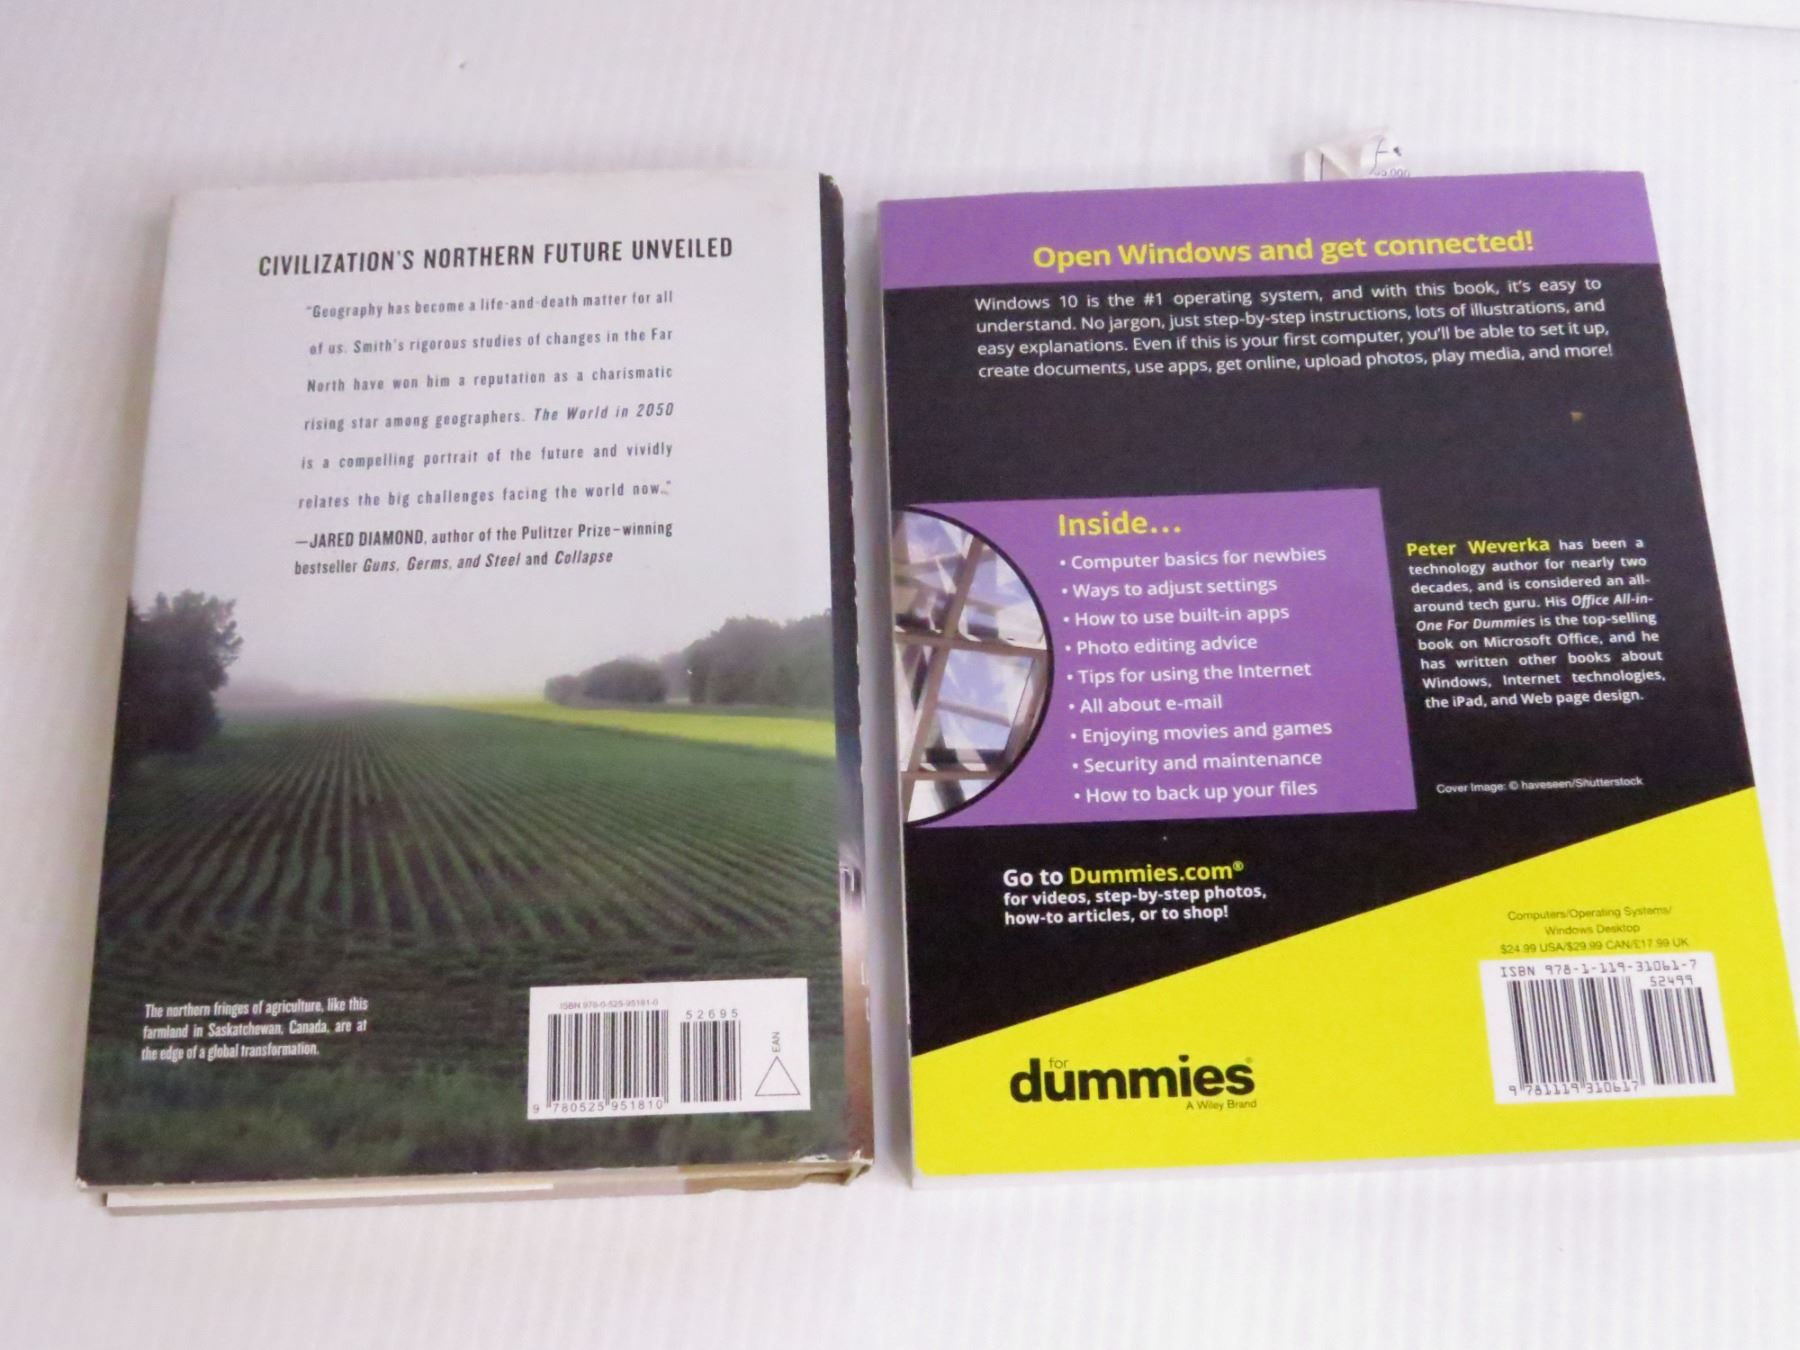 CIVILIZATION'S NORTHERN FUTURE UNVEILED
"Geography has become a life-and-death matter for all
of us. Smith's rigorous studies of changes in the Far
North have won him a reputation as a charismatic
rising star among geographers. The World in 2050
is a compelling portrait of the future and vividly
relates the big challenges facing the world now.."
—JARED DIAMOND, author of the Pulitzer Prize–winning
bestseller Guns, Germs, and Steel and Collapse
The northern fringes of agriculture, like this
farmland in Saskatchewan, Canada, are at
the edge of a global transformation.
ISBN 978-0-525-95181-0
52695
EAN
9 780525 951810
Open Windows and get connected!
Windows 10 is the #1 operating system, and with this book, it's easy to
understand. No jargon, just step-by-step instructions, lots of illustrations, and
easy explanations. Even if this is your first computer, you'll be able to set it up,
create documents, use apps, get online, upload photos, play media, and more!
Inside...
• Computer basics for newbies
• Ways to adjust settings
• How to use built-in apps
• Photo editing advice
• Tips for using the Internet
• All about e-mail
• Enjoying movies and games
• Security and maintenance
• How to back up your files
Peter Weverka has been a
technology author for nearly two
decades, and is considered an all-
around tech guru. His Office All-in-
One For Dummies is the top-selling
book on Microsoft Office, and he
has written other books about
Windows, Internet technologies,
the iPad, and Web page design.
Cover Image: © haveseen/Shutterstock
Go to Dummies.com®
for videos, step-by-step photos,
how-to articles, or to shop!
Computers/Operating Systems/
Windows Desktop
$24.99 USA/$29.99 CAN/£17.99 UK
ISBN 978-1-119-31061-7
52499
9 781119 310617
for
dummies®
A Wiley Brand